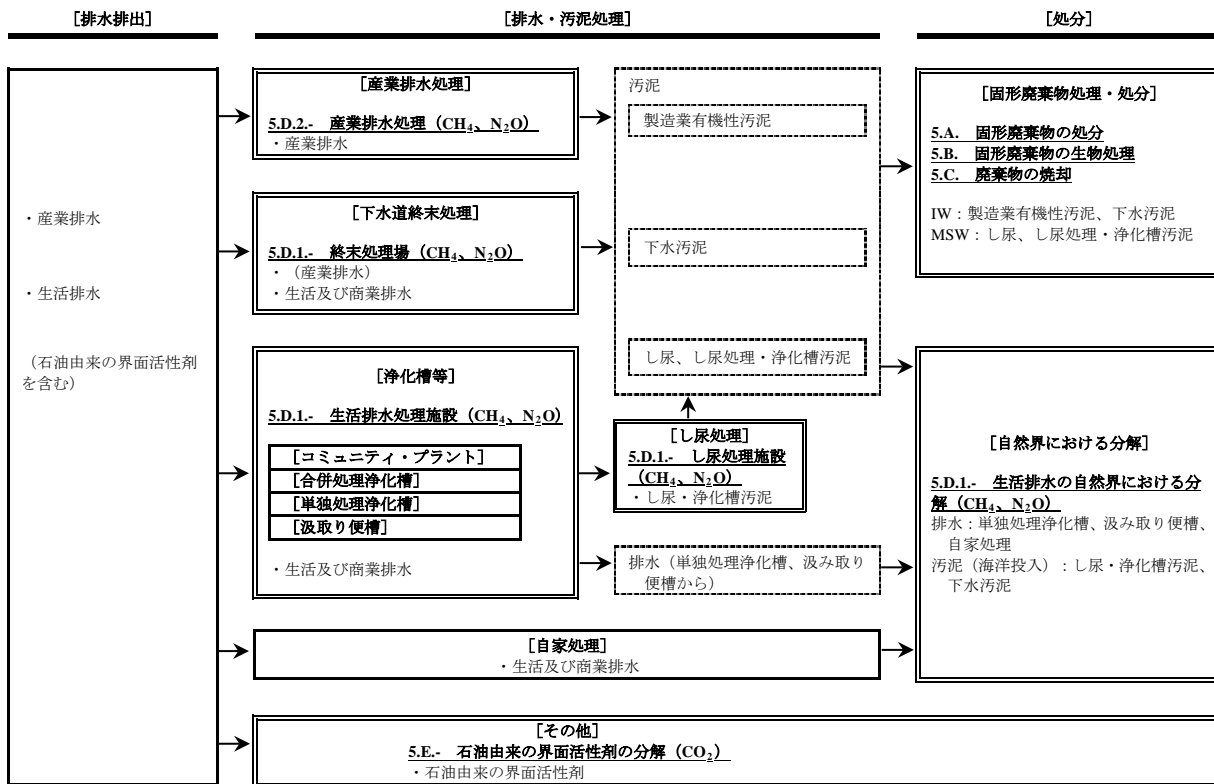 [排水排出]
[排水・汚泥処理]
[処分]
・産業排水
・生活排水
（石油由来の界面活性剤
を含む）
[産業排水処理]
5.D.2.- 産業排水処理（CH₄、N₂O）
・産業排水
[下水道終末処理]
5.D.1.- 終末処理場（CH₄、N₂O）
・（産業排水）
・生活及び商業排水
[浄化槽等]
5.D.1.- 生活排水処理施設（CH₄、N₂O）
[コミュニティ・プラント]
[合併処理浄化槽]
[単独処理浄化槽]
[汲取り便槽]
・生活及び商業排水
汚泥
製造業有機性汚泥
下水汚泥
し尿、し尿処理・浄化槽汚泥
[し尿処理]
5.D.1.- し尿処理施設
（CH₄、N₂O）
・し尿・浄化槽汚泥
排水（単独処理浄化槽、汲み取り
便槽から）
[自家処理]
・生活及び商業排水
[その他]
5.E.- 石油由来の界面活性剤の分解（CO₂）
・石油由来の界面活性剤
[固形廃棄物処理・処分]
5.A. 固形廃棄物の処分
5.B. 固形廃棄物の生物処理
5.C. 廃棄物の焼却
IW：製造業有機性汚泥、下水汚泥
MSW：し尿、し尿処理・浄化槽汚泥
[自然界における分解]
5.D.1.- 生活排水の自然界における分
解（CH₄、N₂O）
排水：単独処理浄化槽、汲み取り便槽、
自家処理
汚泥（海洋投入）：し尿・浄化槽汚泥、
下水汚泥